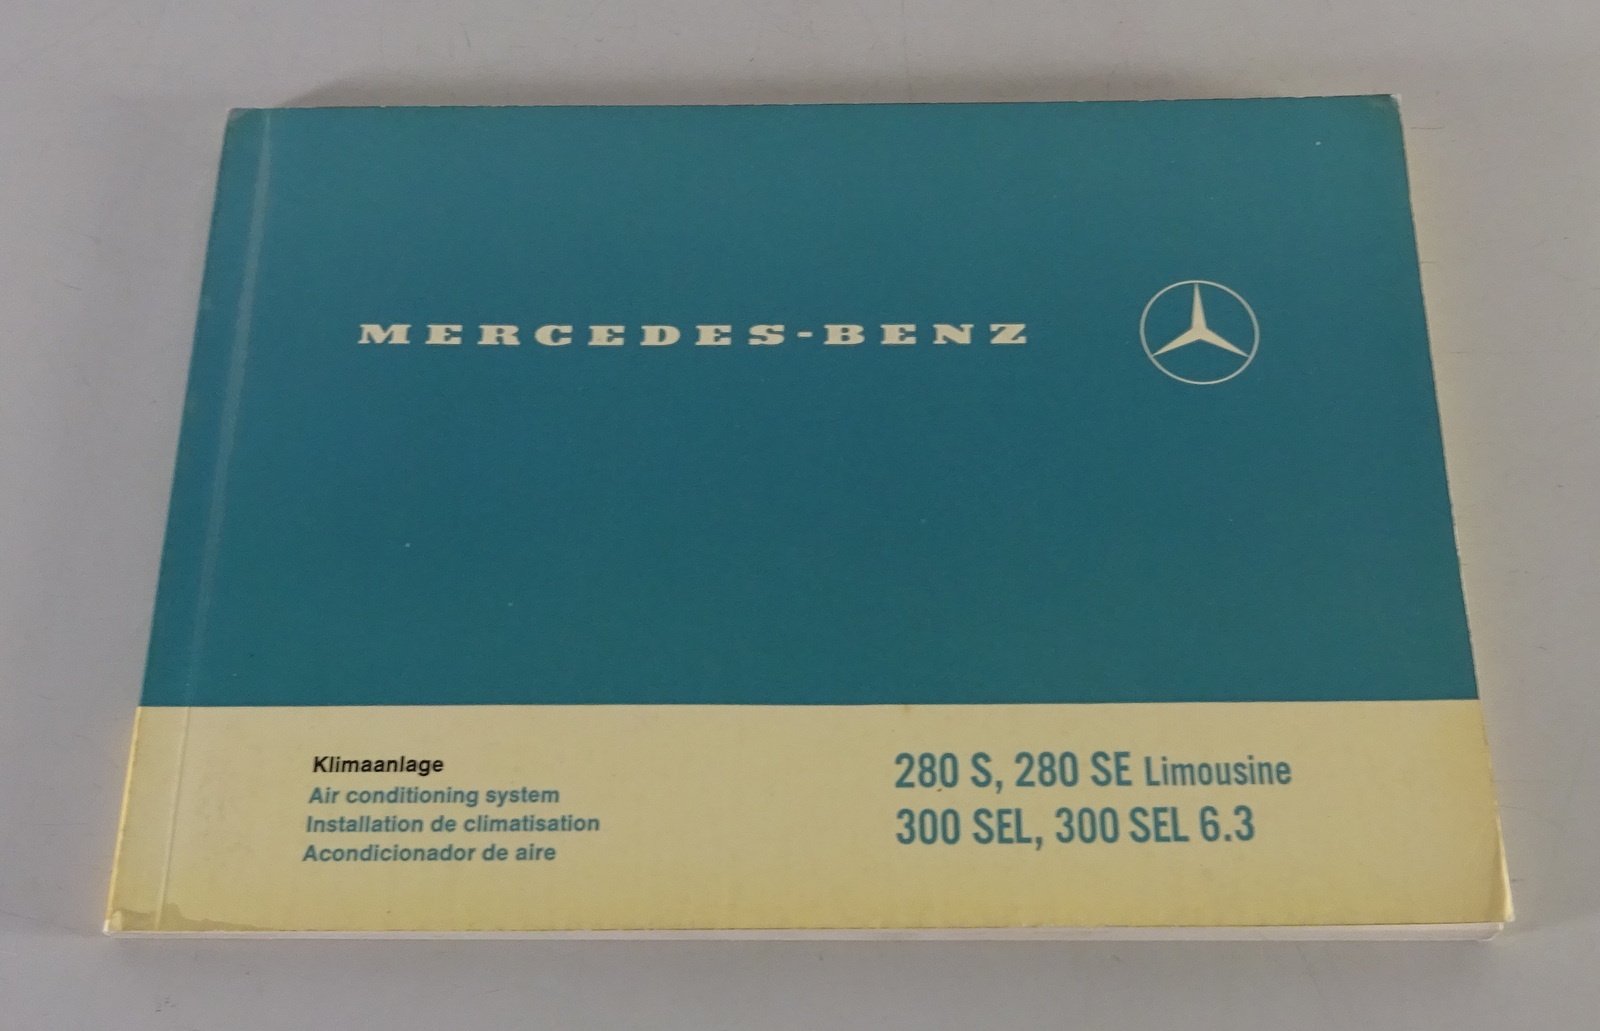 MERCEDES-BENZ
Klimaanlage
Air conditioning system
Installation de climatisation
Acondicionador de aire
280 S, 280 SE Limousine
300 SEL, 300 SEL 6.3